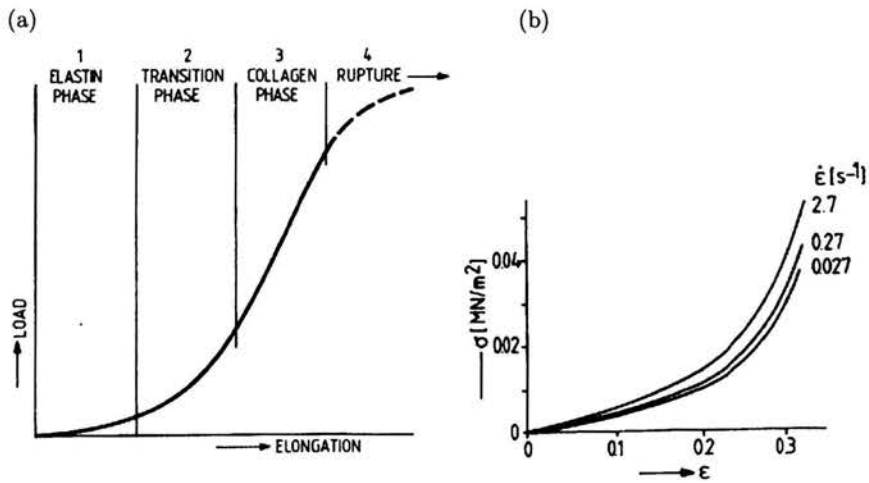 (a)
1
ELASTIN
PHASE
2
TRANSITION
PHASE
3
COLLAGEN
PHASE
4
RUPTURE
LOAD
ELONGATION
(b)
ε̇ [s⁻¹]
2.7
0.27
0.027
σ [MN/m²]
0.04
0.02
0
0 0.1 0.2 0.3
ε